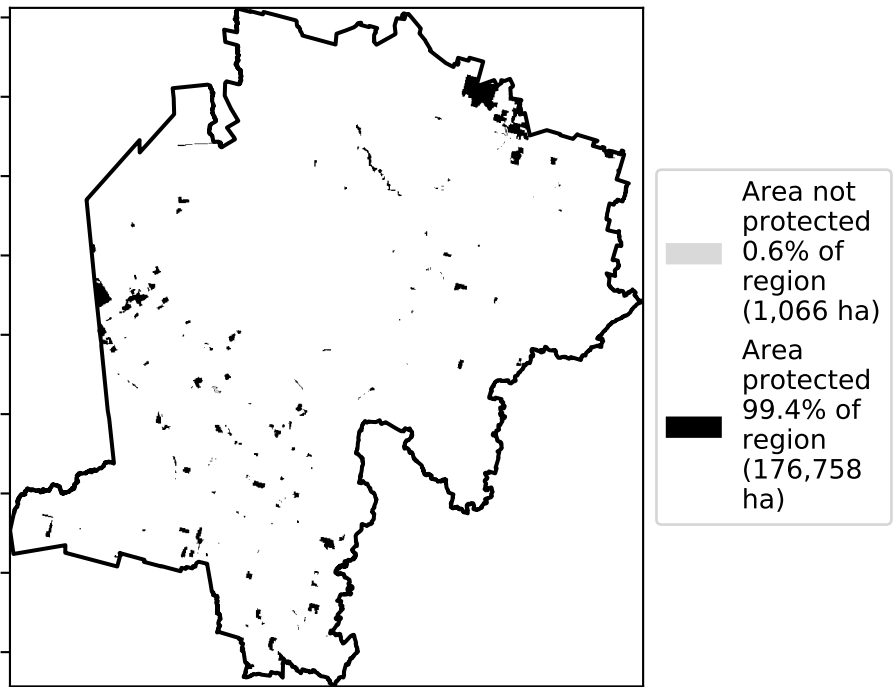 Area not
protected
0.6% of
region
(1,066 ha)
Area
protected
99.4% of
region
(176,758
ha)